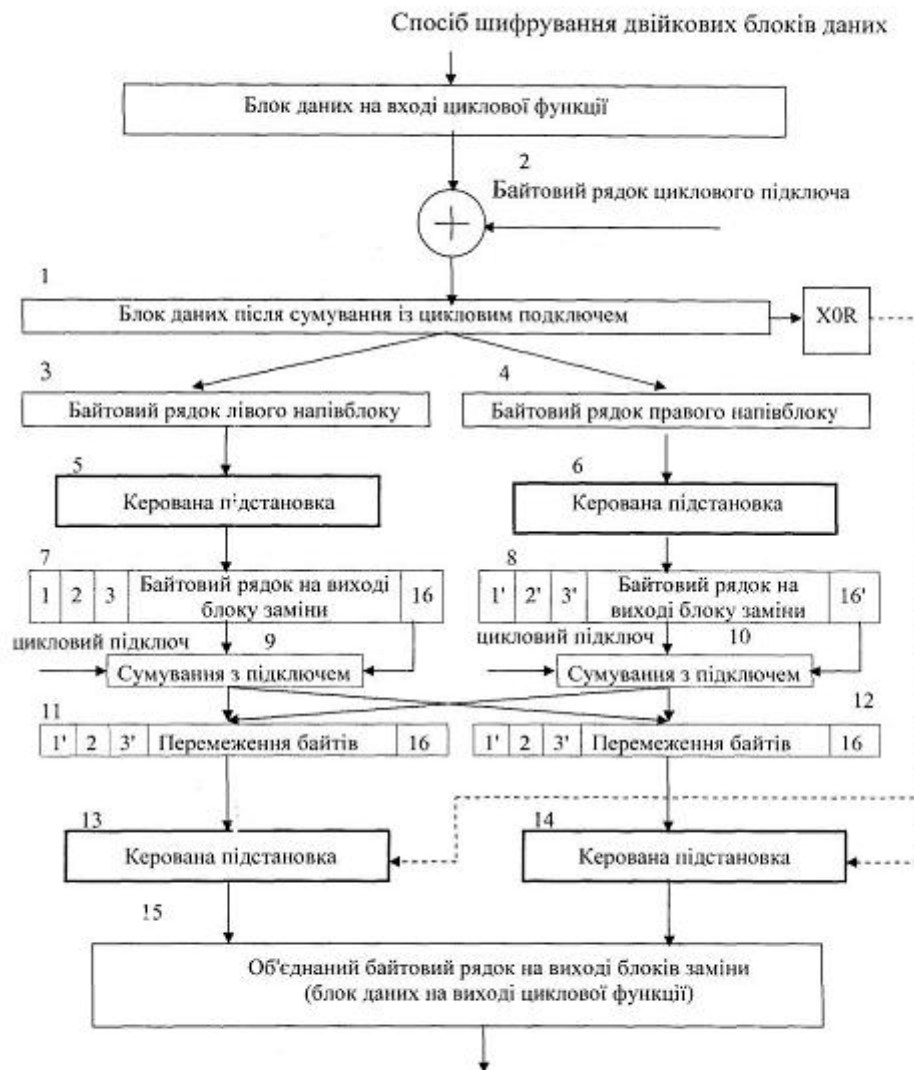 Спосіб шифрування двійкових блоків даних
Блок даних на вході циклової функції
2
Байтовий рядок циклового підключа
1
Блок даних після сумування із цикловим подключем
X0R
3
4
Байтовий рядок лівого напівблоку
Байтовий рядок правого напівблоку
5
6
Керована підстановка
Керована підстановка
7
8
1 2 3 Байтовий рядок на виході блоку заміни 16
1' 2' 3' Байтовий рядок на виході блоку заміни 16'
цикловий підключ
9
цикловий підключ
10
Сумування з підключем
Сумування з підключем
11
12
1' 2 3' Перемеження байтів 16
1' 2 3' Перемеження байтів 16
13
14
Керована підстановка
Керована підстановка
15
Об'єднаний байтовий рядок на виході блоків заміни
(блок даних на виході циклової функції)